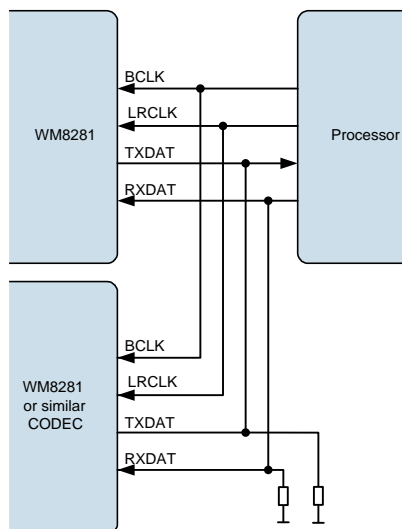 BCLK
LRCLK
WM8281
Processor
TXDAT
RXDAT
BCLK
LRCLK
WM8281
or similar
CODEC
TXDAT
RXDAT